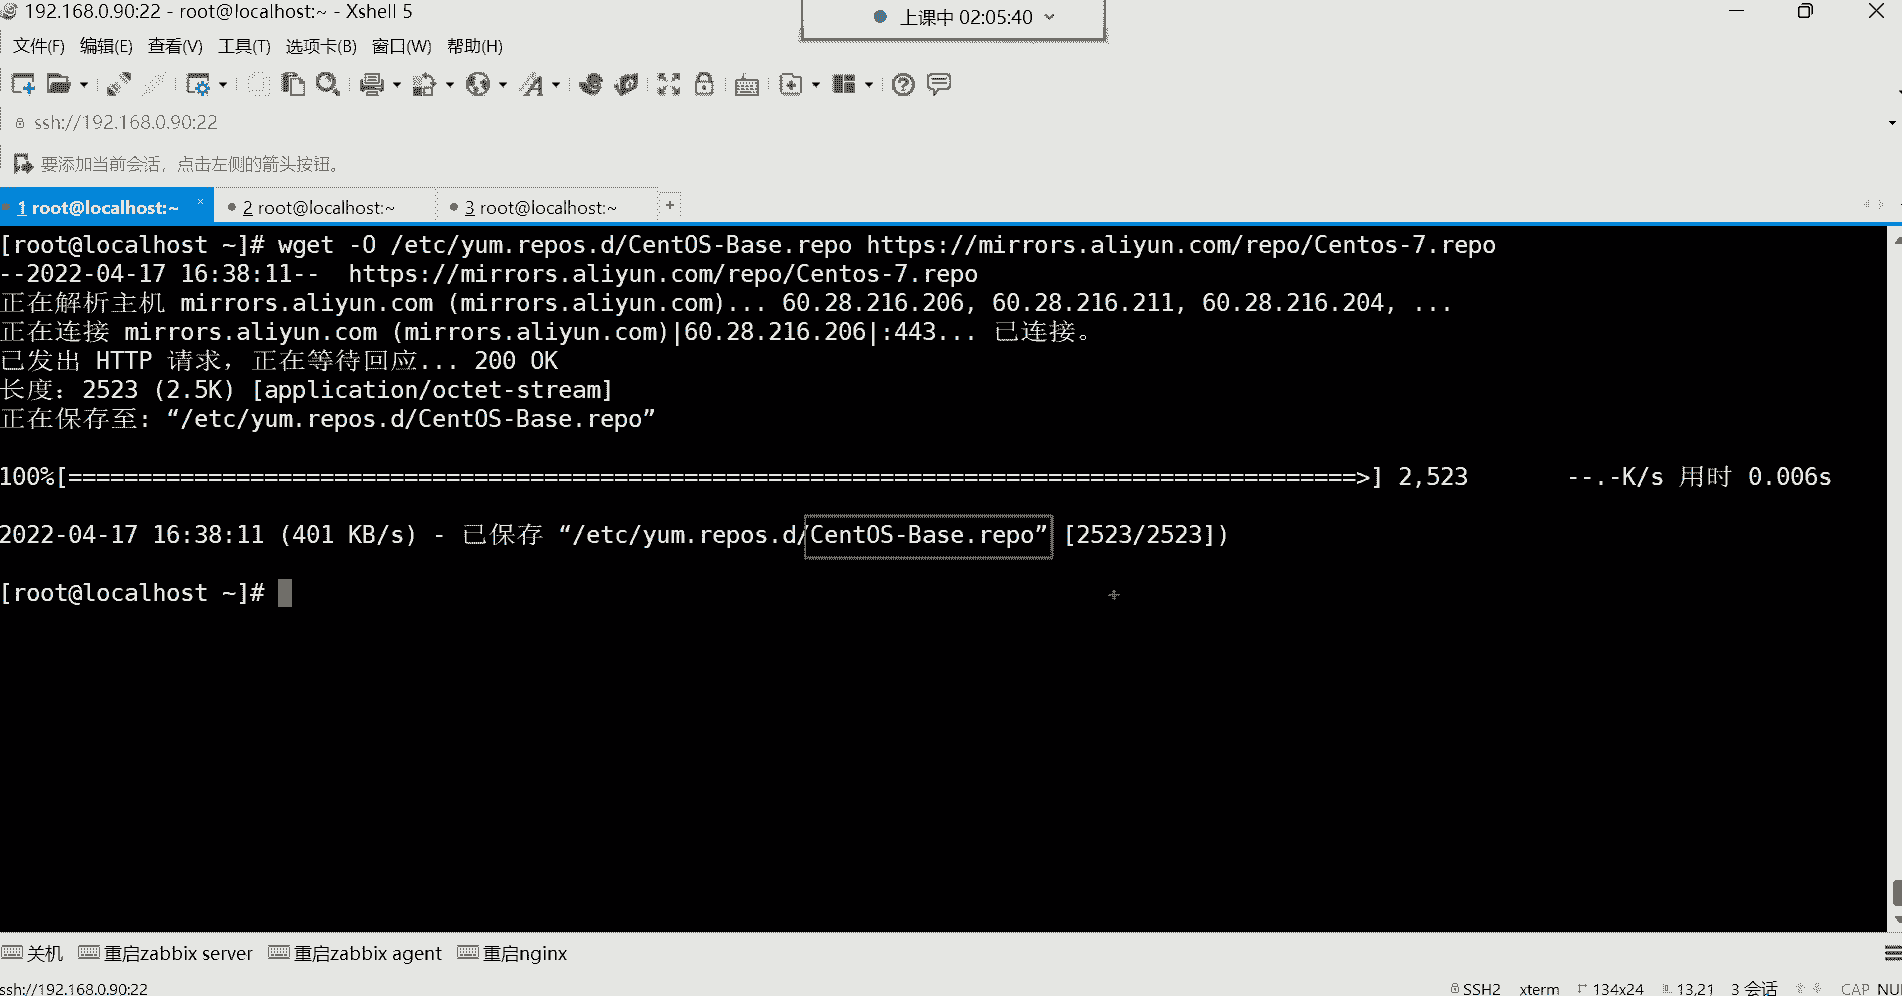 192.168.0.90:22 - root@localhost:~ - Xshell 5
上课中 02:05:40
文件(F) 编辑(E) 查看(V) 工具(T) 选项卡(B) 窗口(W) 帮助(H)
ssh://192.168.0.90:22
要添加当前会话，点击左侧的箭头按钮。
1 root@localhost:~ × 2 root@localhost:~ 3 root@localhost:~ +
[root@localhost ~]# wget -O /etc/yum.repos.d/CentOS-Base.repo https://mirrors.aliyun.com/repo/Centos-7.repo
--2022-04-17 16:38:11--  https://mirrors.aliyun.com/repo/Centos-7.repo
正在解析主机 mirrors.aliyun.com (mirrors.aliyun.com)... 60.28.216.206, 60.28.216.211, 60.28.216.204, ...
正在连接 mirrors.aliyun.com (mirrors.aliyun.com)|60.28.216.206|:443... 已连接。
已发出 HTTP 请求，正在等待回应... 200 OK
长度：2523 (2.5K) [application/octet-stream]
正在保存至: “/etc/yum.repos.d/CentOS-Base.repo”
100%[============================================================================================>] 2,523       --.-K/s 用时 0.006s
2022-04-17 16:38:11 (401 KB/s) - 已保存 “/etc/yum.repos.d/CentOS-Base.repo” [2523/2523])
[root@localhost ~]#
关机 重启zabbix server 重启zabbix agent 重启nginx
ssh://192.168.0.90:22 SSH2 xterm 134x24 13,21 3 会话 CAP NU